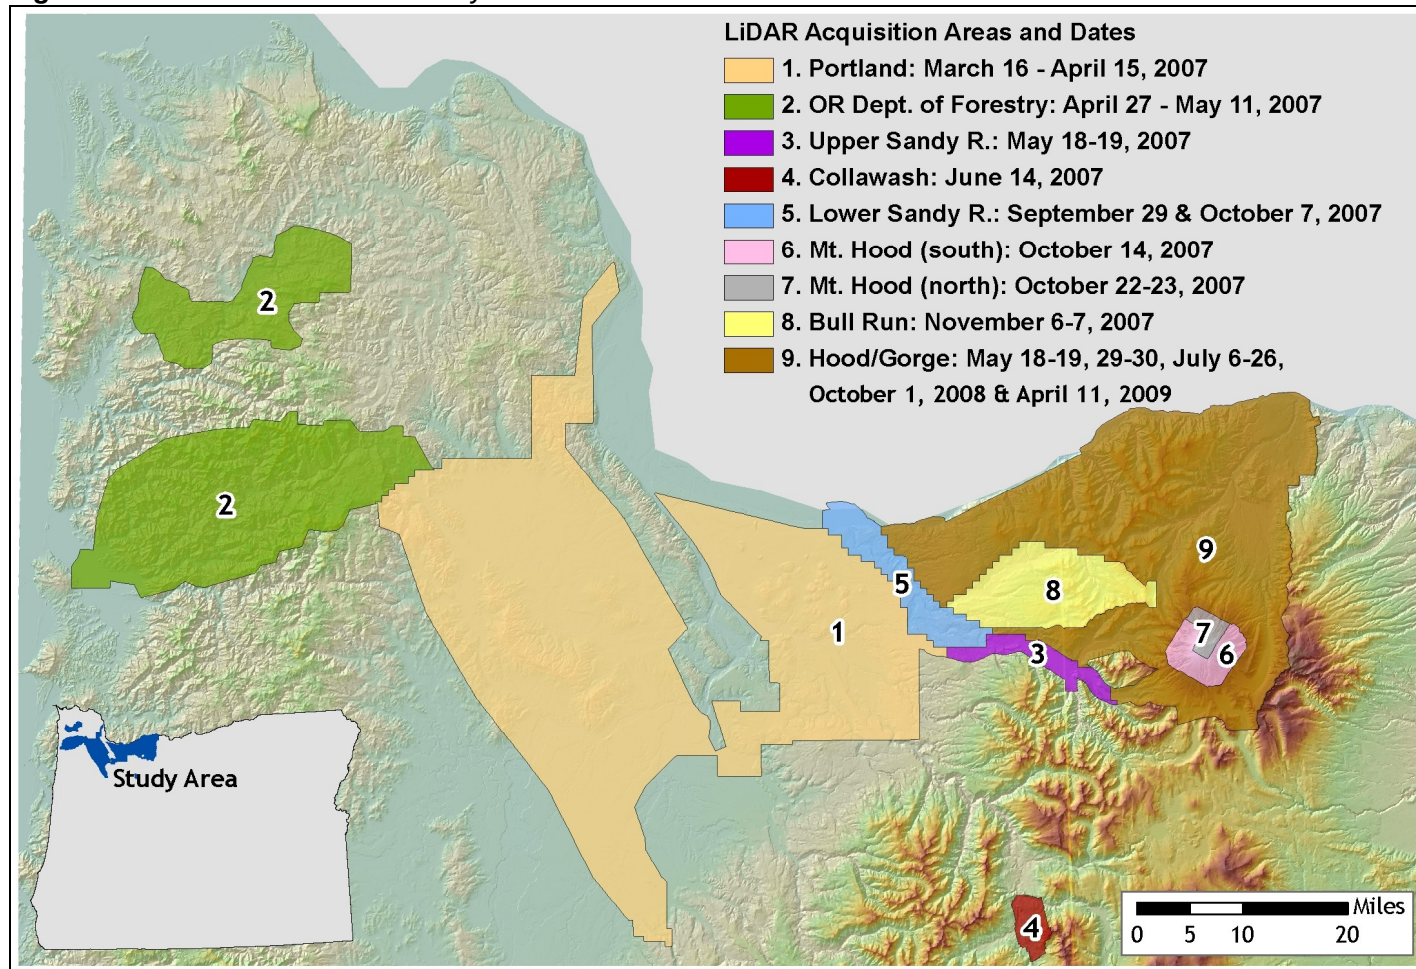 LiDAR Acquisition Areas and Dates
1. Portland: March 16 - April 15, 2007
2. OR Dept. of Forestry: April 27 - May 11, 2007
3. Upper Sandy R.: May 18-19, 2007
4. Collawash: June 14, 2007
5. Lower Sandy R.: September 29 & October 7, 2007
6. Mt. Hood (south): October 14, 2007
7. Mt. Hood (north): October 22-23, 2007
8. Bull Run: November 6-7, 2007
9. Hood/Gorge: May 18-19, 29-30, July 6-26,
October 1, 2008 & April 11, 2009
2
2
1
5
8
9
3
7
6
4
Study Area
Miles
0 5 10 20